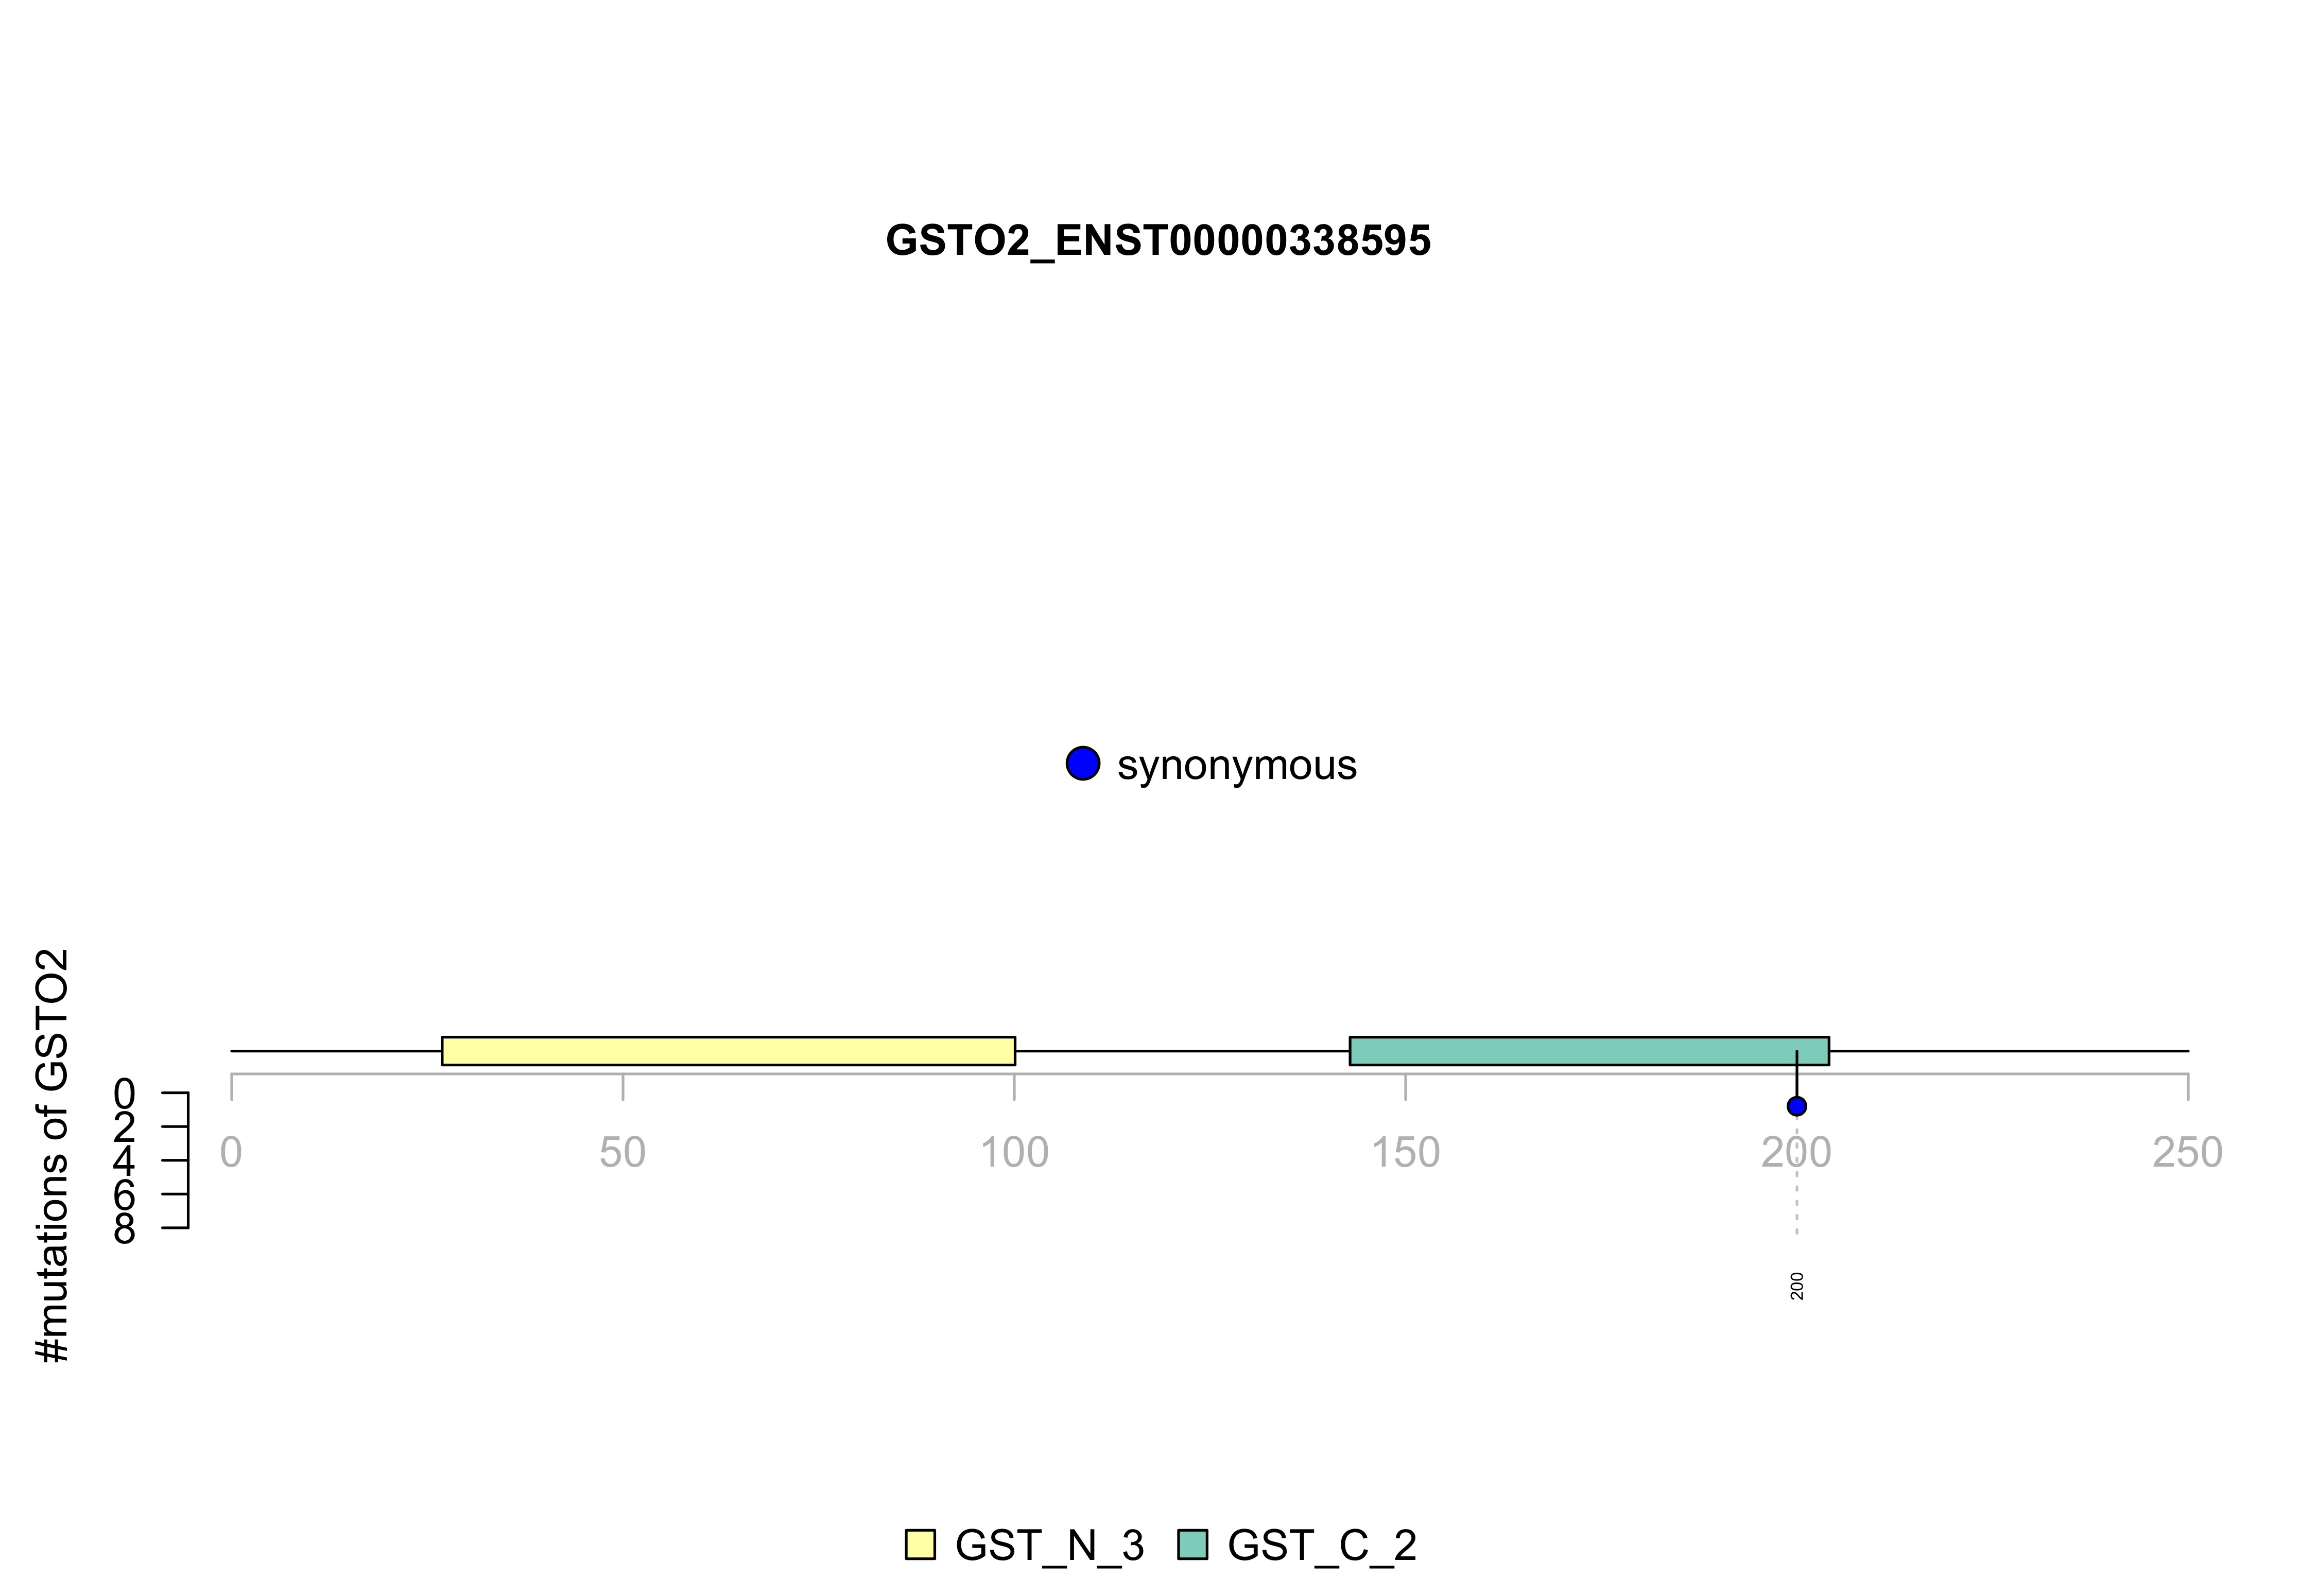 GSTO2_ENST00000338595
synonymous
#mutations of GSTO2
0
2
4
6
8
0 50 100 150 200 250
200
GST_N_3 GST_C_2